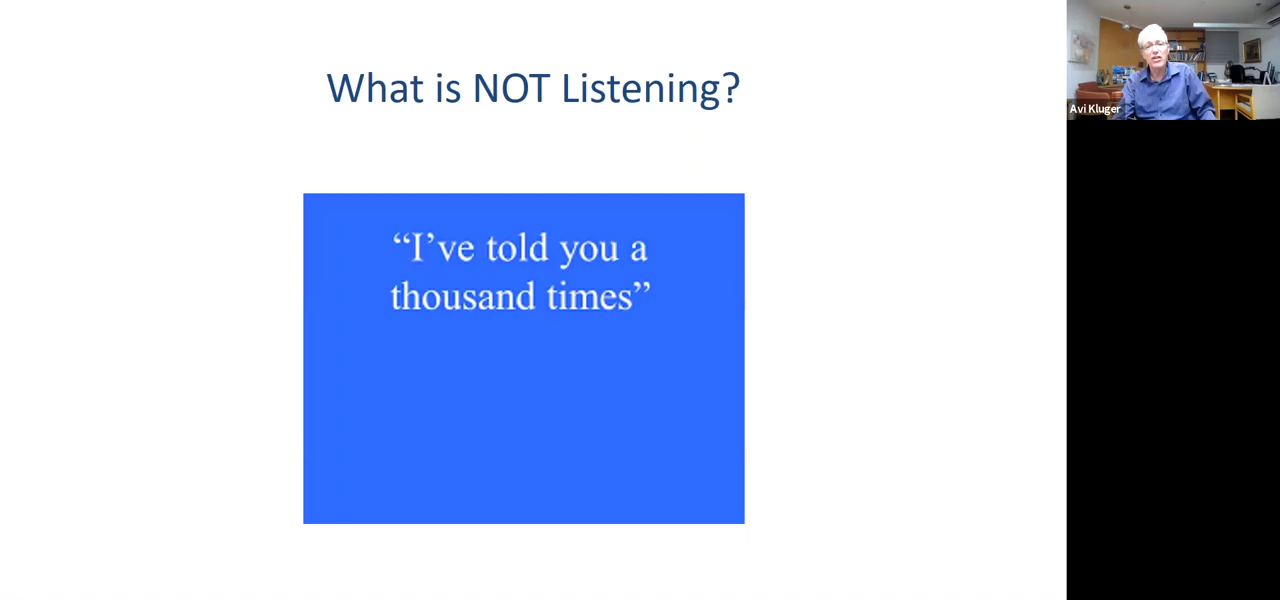 What is NOT Listening?
“I’ve told you a
thousand times”
Avi Kluger